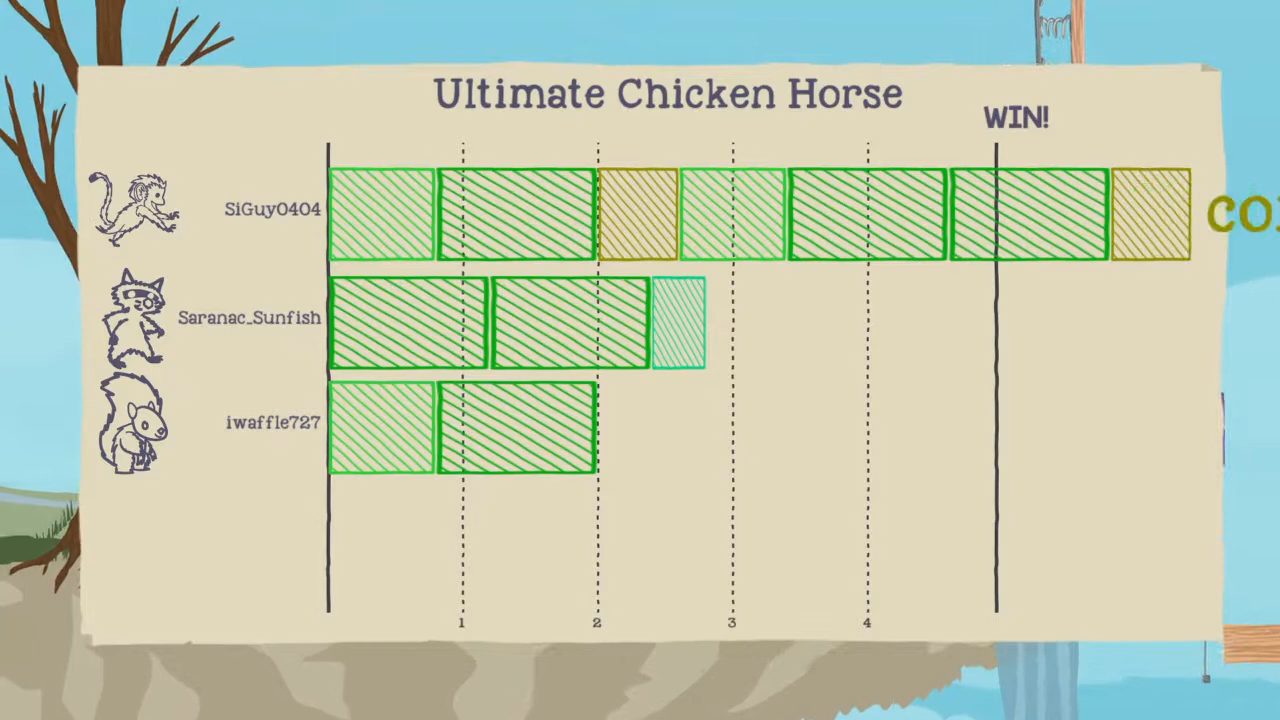 Ultimate Chicken Horse
WIN!
SiGuy0404
Saranac_Sunfish
iwaffle727
1 2 3 4